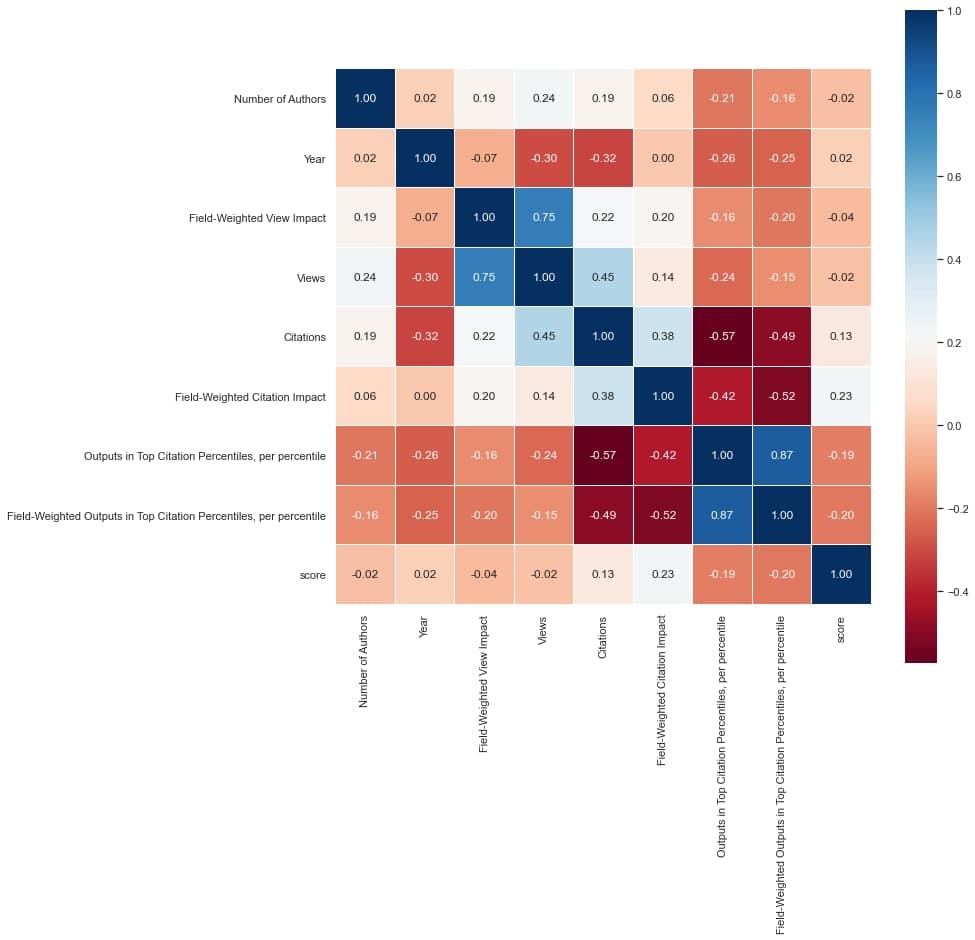 1.0
Number of Authors 1.00 0.02 0.19 0.24 0.19 0.06 -0.21 -0.16 -0.02
0.8
Year 0.02 1.00 -0.07 -0.30 -0.32 0.00 -0.26 -0.25 0.02
Field-Weighted View Impact 0.19 -0.07 1.00 0.75 0.22 0.20 -0.16 -0.20 -0.04
0.6
Views 0.24 -0.30 0.75 1.00 0.45 0.14 -0.24 -0.15 -0.02
0.4
Citations 0.19 -0.32 0.22 0.45 1.00 0.38 -0.57 -0.49 0.13
0.2
Field-Weighted Citation Impact 0.06 0.00 0.20 0.14 0.38 1.00 -0.42 -0.52 0.23
0.0
Outputs in Top Citation Percentiles, per percentile -0.21 -0.26 -0.16 -0.24 -0.57 -0.42 1.00 0.87 -0.19
-0.2
Field-Weighted Outputs in Top Citation Percentiles, per percentile -0.16 -0.25 -0.20 -0.15 -0.49 -0.52 0.87 1.00 -0.20
score -0.02 0.02 -0.04 -0.02 0.13 0.23 -0.19 -0.20 1.00
-0.4
Number of Authors
Year
Field-Weighted View Impact
Views
Citations
Field-Weighted Citation Impact
Outputs in Top Citation Percentiles, per percentile
Field-Weighted Outputs in Top Citation Percentiles, per percentile
score